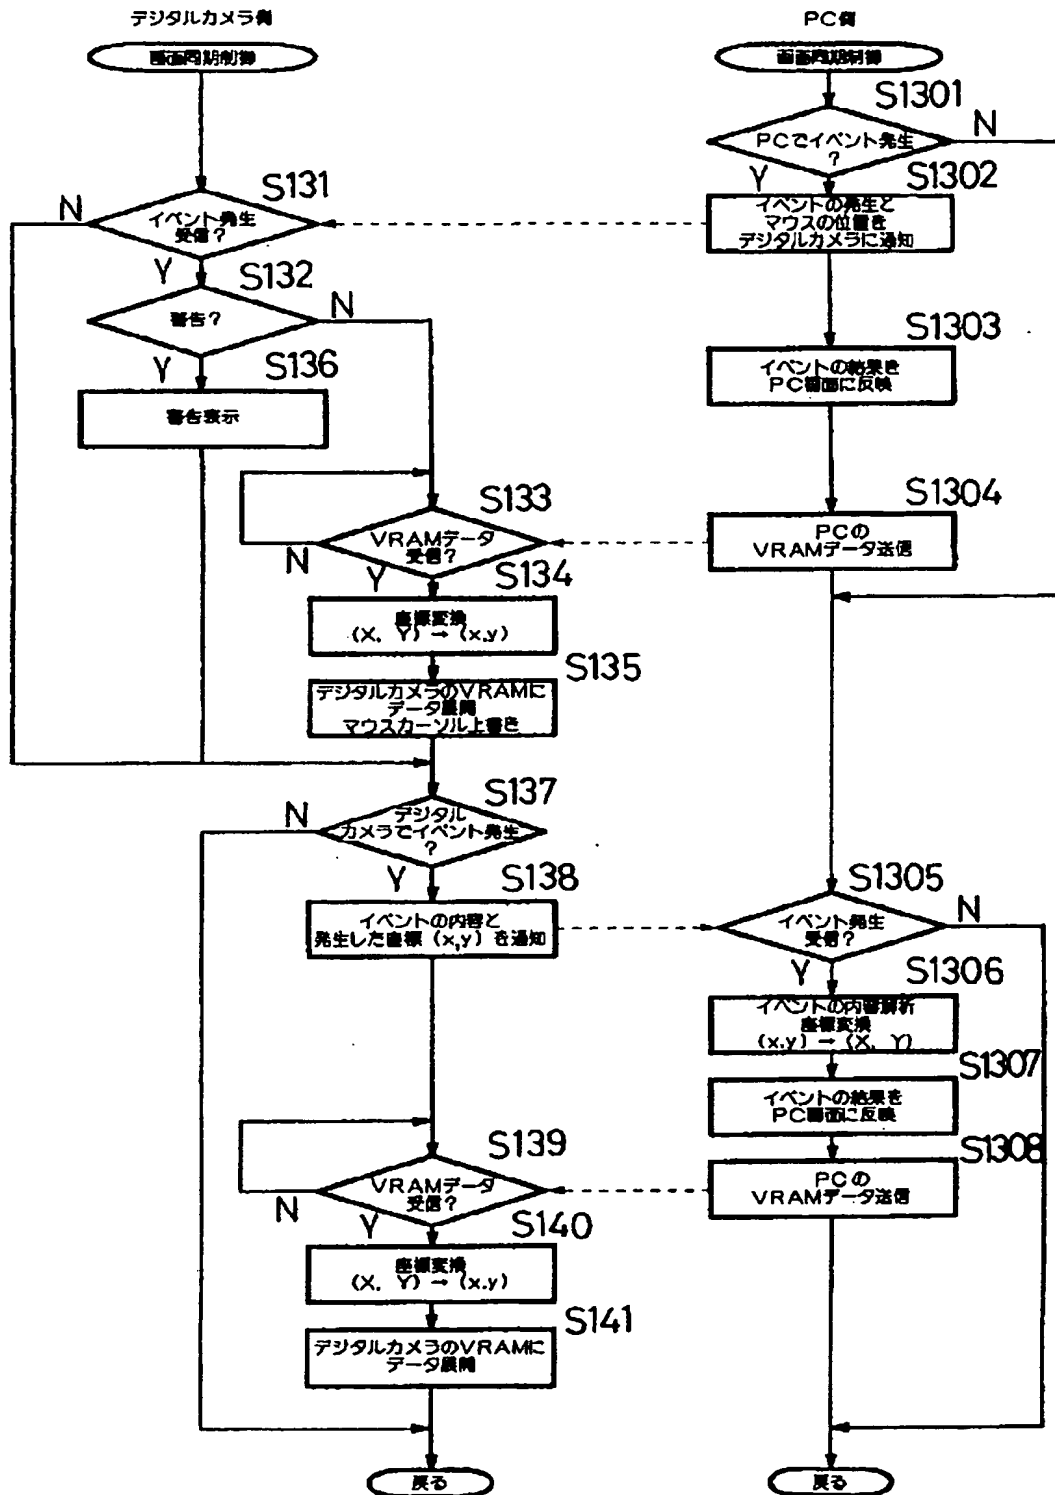 デジタルカメラ側
画面同期制御
S131
イベント発生
受信？
N
Y
S132
警告？
N
Y
S136
警告表示
S133
VRAMデータ
受信？
N
Y
S134
座標変換
(X, Y) → (x,y)
S135
デジタルカメラのVRAMに
データ展開
マウスカーソル上書き
S137
デジタル
カメラでイベント発生
？
N
Y
S138
イベントの内容と
発生した座標 (x,y) を通知
S139
VRAMデータ
受信？
N
Y
S140
座標変換
(X, Y) → (x,y)
S141
デジタルカメラのVRAMに
データ展開
戻る
PC側
画面同期制御
S1301
PCでイベント発生
？
N
Y
S1302
イベントの発生と
マウスの位置を
デジタルカメラに通知
S1303
イベントの結果を
PC画面に反映
S1304
PCの
VRAMデータ送信
S1305
イベント発生
受信？
N
Y
S1306
イベントの内容解析
座標変換
(x,y) → (X, Y)
S1307
イベントの結果を
PC画面に反映
S1308
PCの
VRAMデータ送信
戻る